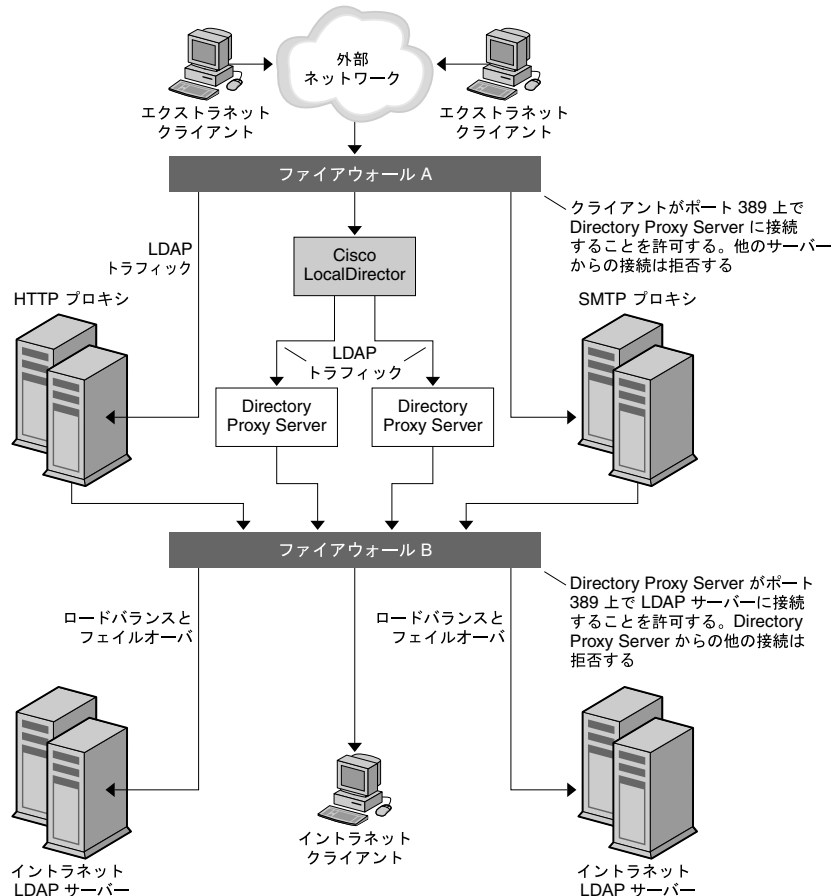 外部
ネットワーク
エクストラネット
クライアント
エクストラネット
クライアント
ファイアウォール A
クライアントがポート 389 上で
Directory Proxy Server に接続
することを許可する。他のサーバー
からの接続は拒否する
LDAP
トラフィック
Cisco
LocalDirector
HTTP プロキシ
SMTP プロキシ
LDAP
トラフィック
Directory
Proxy Server
Directory
Proxy Server
ファイアウォール B
Directory Proxy Server がポート
389 上で LDAP サーバーに接続
することを許可する。Directory
Proxy Server からの他の接続は
拒否する
ロードバランスと
フェイルオーバ
ロードバランスと
フェイルオーバ
イントラネット
クライアント
イントラネット
LDAP サーバー
イントラネット
LDAP サーバー